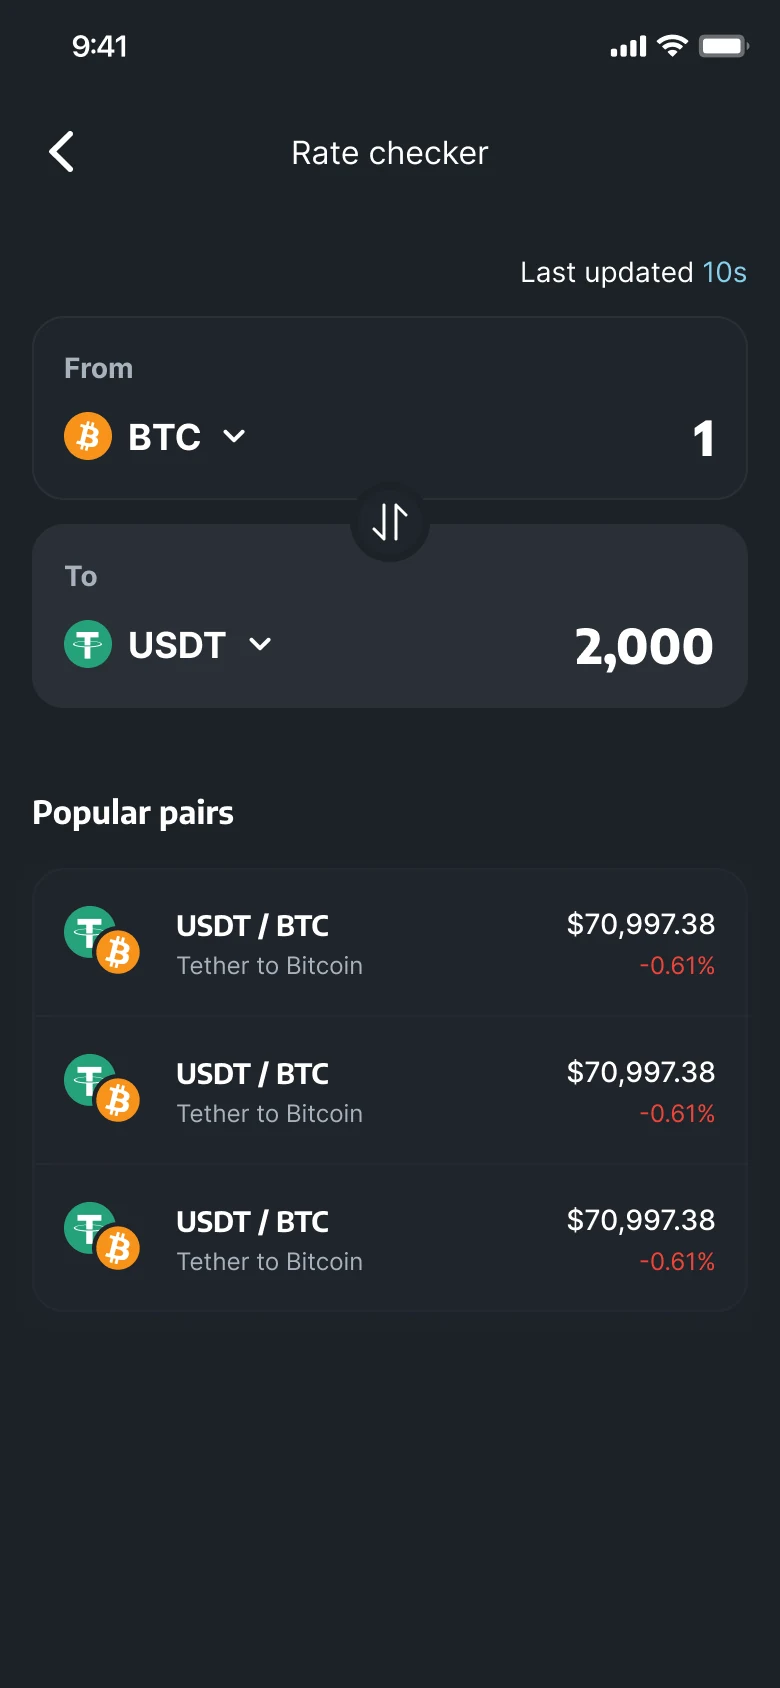 9:41
Rate checker
Last updated 10s
From
BTC 1
To
USDT 2,000
Popular pairs
USDT / BTC $70,997.38
Tether to Bitcoin -0.61%
USDT / BTC $70,997.38
Tether to Bitcoin -0.61%
USDT / BTC $70,997.38
Tether to Bitcoin -0.61%